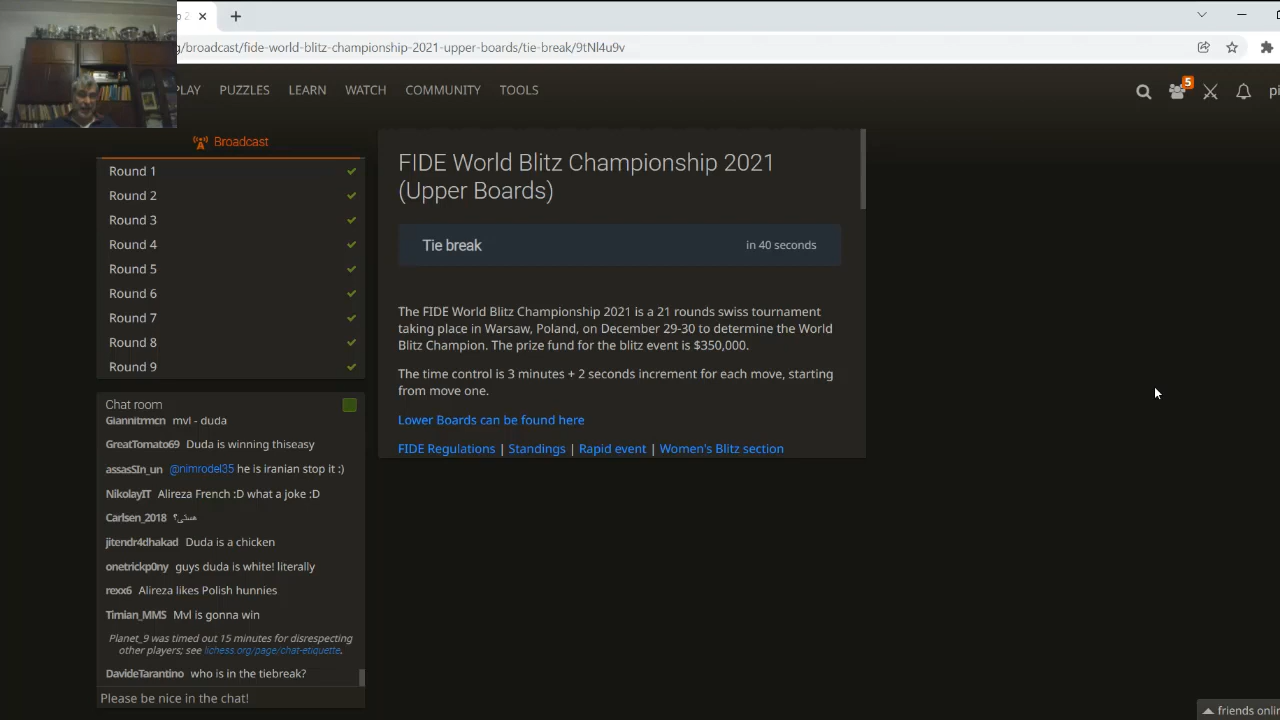 g/broadcast/fide-world-blitz-championship-2021-upper-boards/tie-break/9tNl4u9v
PLAY PUZZLES LEARN WATCH COMMUNITY TOOLS
5
Broadcast
Round 1
Round 2
Round 3
Round 4
Round 5
Round 6
Round 7
Round 8
Round 9
FIDE World Blitz Championship 2021
(Upper Boards)
Tie break in 40 seconds
The FIDE World Blitz Championship 2021 is a 21 rounds swiss tournament
taking place in Warsaw, Poland, on December 29-30 to determine the World
Blitz Champion. The prize fund for the blitz event is $350,000.
The time control is 3 minutes + 2 seconds increment for each move, starting
from move one.
Lower Boards can be found here
FIDE Regulations | Standings | Rapid event | Women's Blitz section
Chat room
Giannitrmcn mvl - duda
GreatTomato69 Duda is winning thiseasy
assasSIn_un @nimrodel35 he is iranian stop it :)
NikolayIT Alireza French :D what a joke :D
Carlsen_2018 هستی؟
jitendr4dhakad Duda is a chicken
onetrickp0ny guys duda is white! literally
rexx6 Alireza likes Polish hunnies
Timian_MMS Mvl is gonna win
Planet_9 was timed out 15 minutes for disrespecting
other players; see lichess.org/page/chat-etiquette.
DavideTarantino who is in the tiebreak?
Please be nice in the chat!
friends onlin